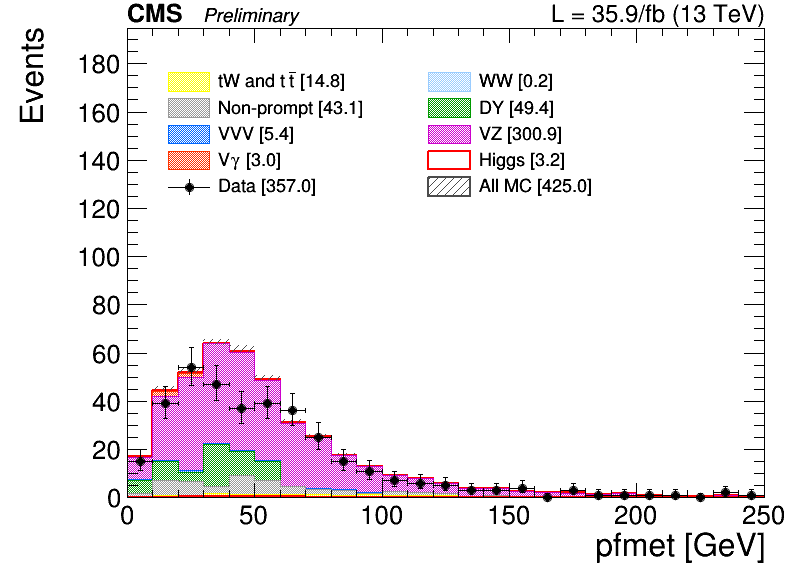 CMS Preliminary L = 35.9/fb (13 TeV)
Events
180
160
140
120
100
80
60
40
20
0
tW and tt̅ [14.8]
Non-prompt [43.1]
VVV [5.4]
Vγ [3.0]
Data [357.0]
WW [0.2]
DY [49.4]
VZ [300.9]
Higgs [3.2]
All MC [425.0]
0 50 100 150 200 250
pfmet [GeV]